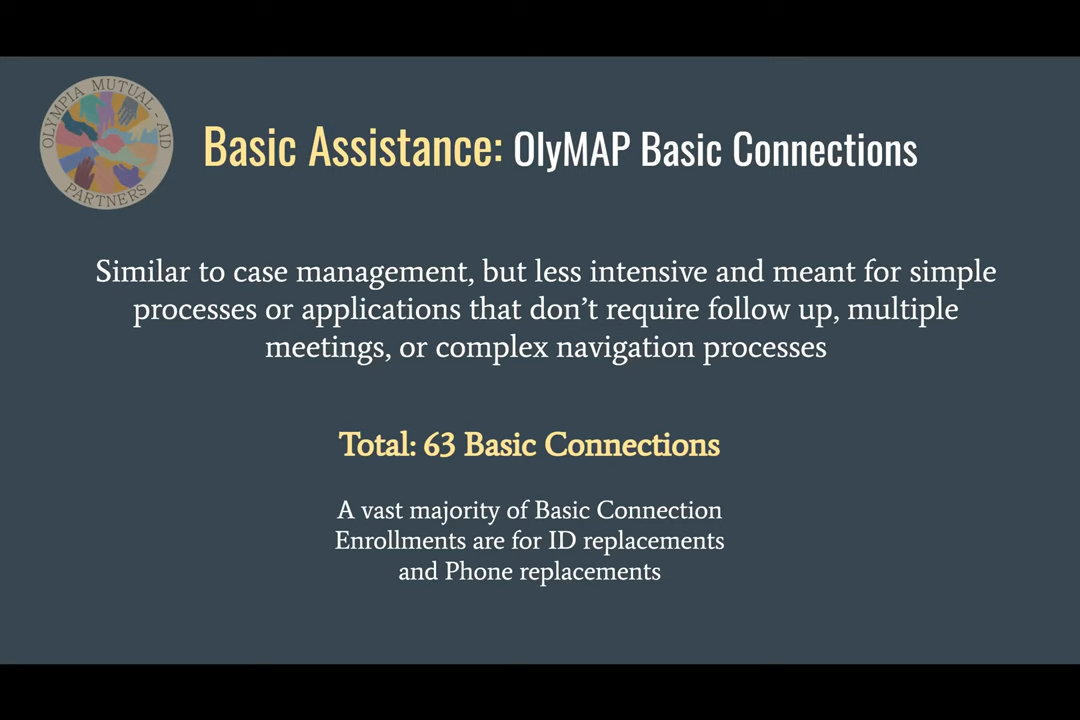 OLYMPIA MUTUAL-AID
PARTNERS
Basic Assistance: OlyMAP Basic Connections
Similar to case management, but less intensive and meant for simple
processes or applications that don’t require follow up, multiple
meetings, or complex navigation processes
Total: 63 Basic Connections
A vast majority of Basic Connection
Enrollments are for ID replacements
and Phone replacements